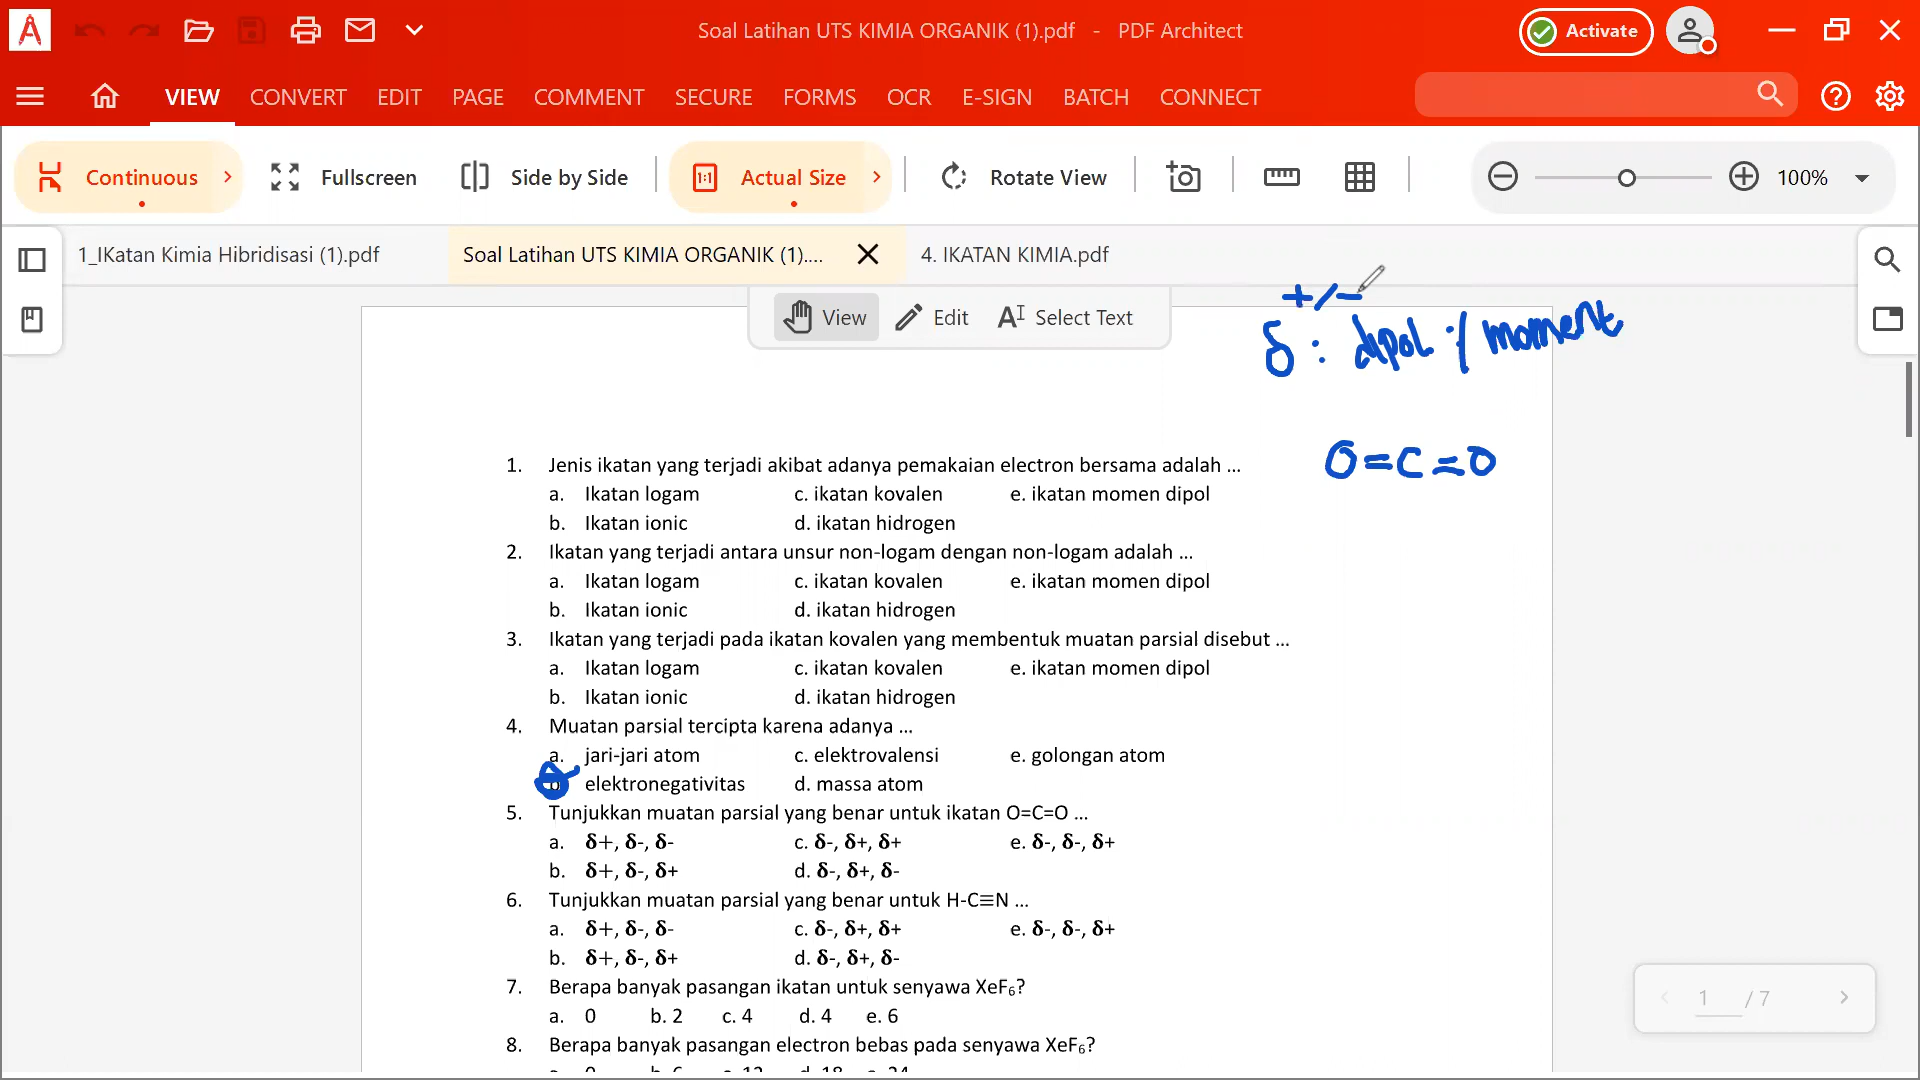 Soal Latihan UTS KIMIA ORGANIK (1).pdf - PDF Architect
Activate
VIEW CONVERT EDIT PAGE COMMENT SECURE FORMS OCR E-SIGN BATCH CONNECT
Continuous Fullscreen Side by Side 1:1 Actual Size Rotate View 100%
1_IKatan Kimia Hibridisasi (1).pdf Soal Latihan UTS KIMIA ORGANIK (1).... 4. IKATAN KIMIA.pdf
View Edit Select Text
+/-
δ : dipol ·/ moment
O=C=O
1. Jenis ikatan yang terjadi akibat adanya pemakaian electron bersama adalah ...
a. Ikatan logam c. ikatan kovalen e. ikatan momen dipol
b. Ikatan ionic d. ikatan hidrogen
2. Ikatan yang terjadi antara unsur non-logam dengan non-logam adalah ...
a. Ikatan logam c. ikatan kovalen e. ikatan momen dipol
b. Ikatan ionic d. ikatan hidrogen
3. Ikatan yang terjadi pada ikatan kovalen yang membentuk muatan parsial disebut ...
a. Ikatan logam c. ikatan kovalen e. ikatan momen dipol
b. Ikatan ionic d. ikatan hidrogen
4. Muatan parsial tercipta karena adanya ...
a. jari-jari atom c. elektrovalensi e. golongan atom
b. elektronegativitas d. massa atom
5. Tunjukkan muatan parsial yang benar untuk ikatan O=C=O ...
a. δ+, δ-, δ- c. δ-, δ+, δ+ e. δ-, δ-, δ+
b. δ+, δ-, δ+ d. δ-, δ+, δ-
6. Tunjukkan muatan parsial yang benar untuk H-C≡N ...
a. δ+, δ-, δ- c. δ-, δ+, δ+ e. δ-, δ-, δ+
b. δ+, δ-, δ+ d. δ-, δ+, δ-
7. Berapa banyak pasangan ikatan untuk senyawa XeF₆?
a. 0 b. 2 c. 4 d. 4 e. 6
8. Berapa banyak pasangan electron bebas pada senyawa XeF₆?
a. 0 b. 6 c. 12 d. 18 e. 24
1 / 7